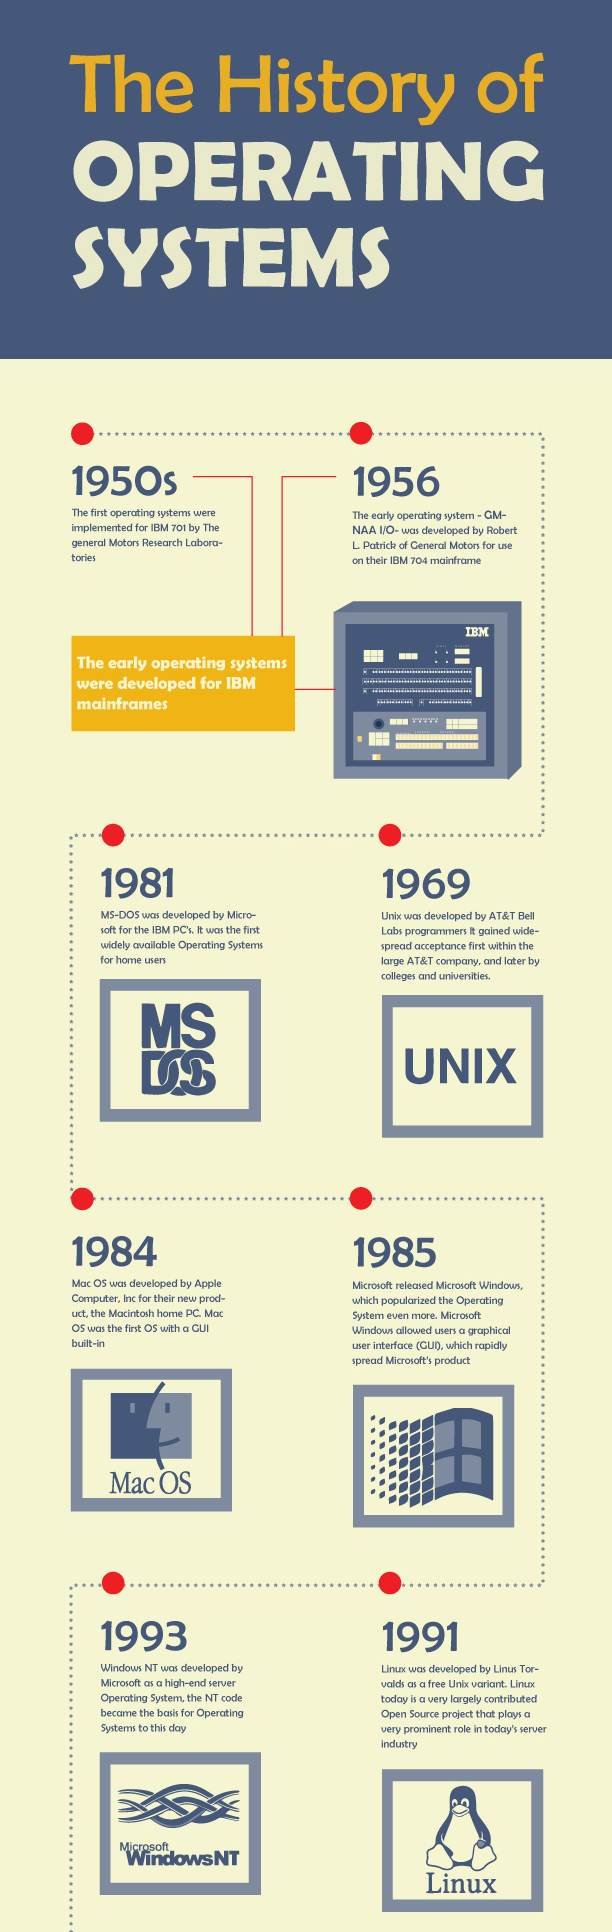 The History of
OPERATING
SYSTEMS
1950s
The first operating systems were
implemented for IBM 701 by The
general Motors Research Labora-
tories
1956
The early operating system - GM-
NAA I/O- was developed by Robert
L. Patrick of General Motors for use
on their IBM 704 mainframe
The early operating systems
were developed for IBM
mainframes
IBM
1981
MS-DOS was developed by Micro-
soft for the IBM PC's. It was the first
widely available Operating Systems
for home users
MS
DOS
1969
Unix was developed by AT&T Bell
Labs programmers It gained wide-
spread acceptance first within the
large AT&T company, and later by
colleges and universities.
UNIX
1984
Mac OS was developed by Apple
Computer, Inc for their new prod-
uct, the Macintosh home PC. Mac
OS was the first OS with a GUI
built-in
Mac OS
1985
Microsoft released Microsoft Windows,
which popularized the Operating
System even more. Microsoft
Windows allowed users a graphical
user interface (GUI), which rapidly
spread Microsoft's product
1993
Windows NT was developed by
Microsoft as a high-end server
Operating System, the NT code
became the basis for Operating
Systems to this day
Microsoft
WindowsNT
1991
Linux was developed by Linus Tor-
valds as a free Unix variant. Linux
today is a very largely contributed
Open Source project that plays a
very prominent role in today's server
industry
Linux